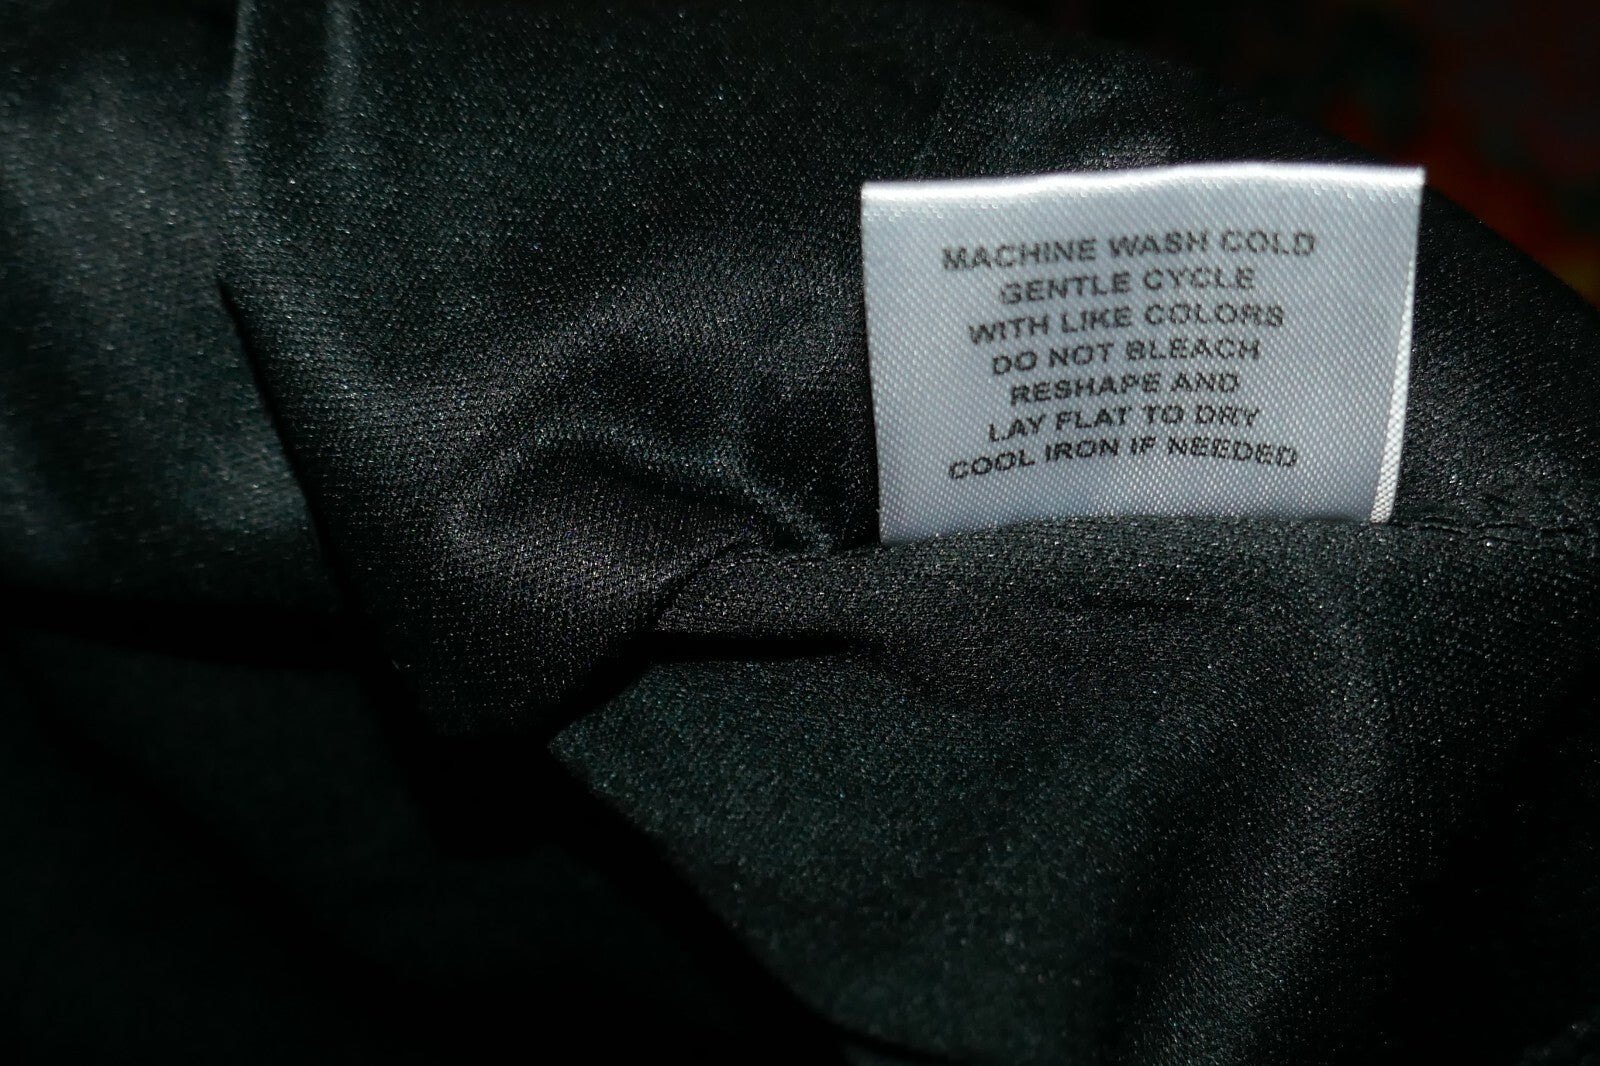 MACHINE WASH COLD
GENTLE CYCLE
WITH LIKE COLORS
DO NOT BLEACH
RESHAPE AND
LAY FLAT TO DRY
COOL IRON IF NEEDED